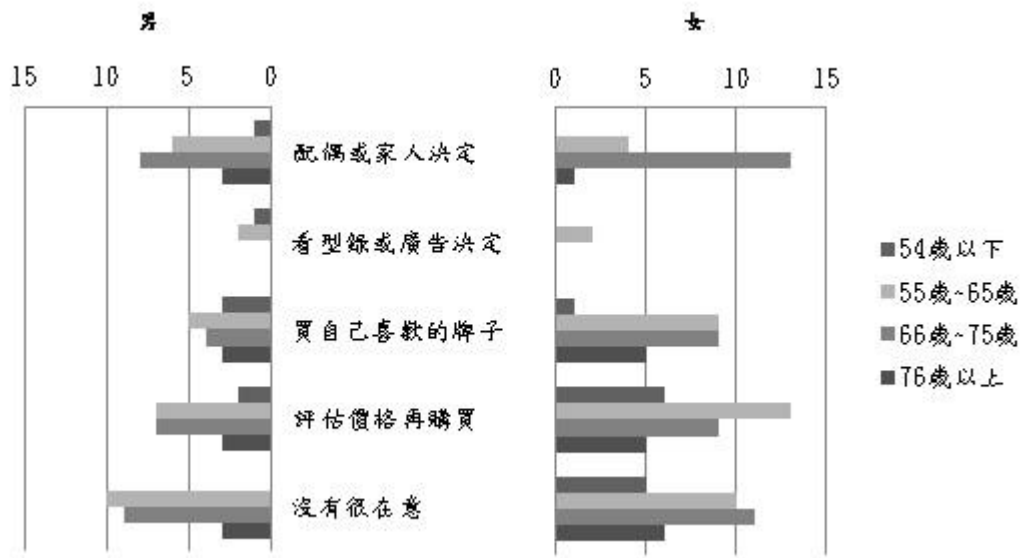 男
女
15 10 5 0
0 5 10 15
配偶或家人決定
看型錄或廣告決定
買自己喜歡的牌子
評估價格再購買
沒有很在意
54歲以下
55歲~65歲
66歲~75歲
76歲以上